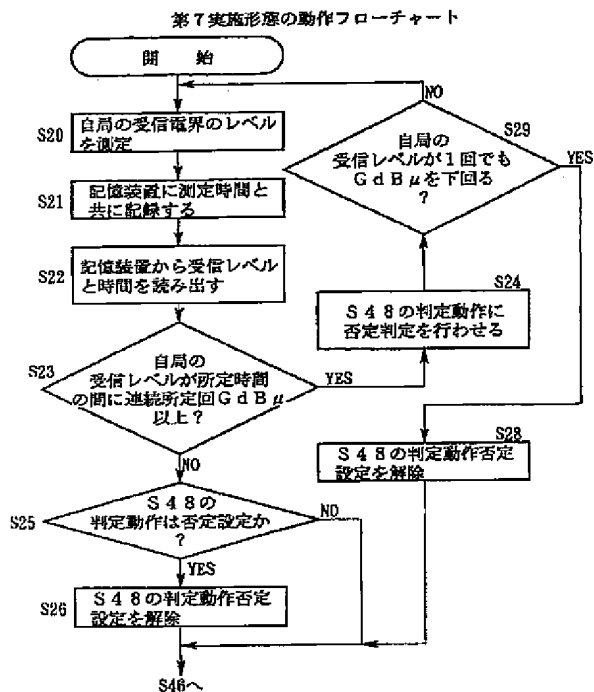 第７実施形態の動作フローチャート
開　始
S20
自局の受信電界のレベル
を測定
S21
記憶装置に測定時間と
共に記録する
S22
記憶装置から受信レベル
と時間を読み出す
S23
自局の
受信レベルが所定時間
の間に連続所定回ＧｄＢμ
以上？
YES
NO
S24
Ｓ４８の判定動作に
否定判定を行わせる
S29
自局の
受信レベルが１回でも
ＧｄＢμを下回る
？
NO
YES
S28
Ｓ４８の判定動作否定
設定を解除
S25
Ｓ４８の
判定動作は否定設定か
？
NO
YES
S26
Ｓ４８の判定動作否定
設定を解除
S46へ